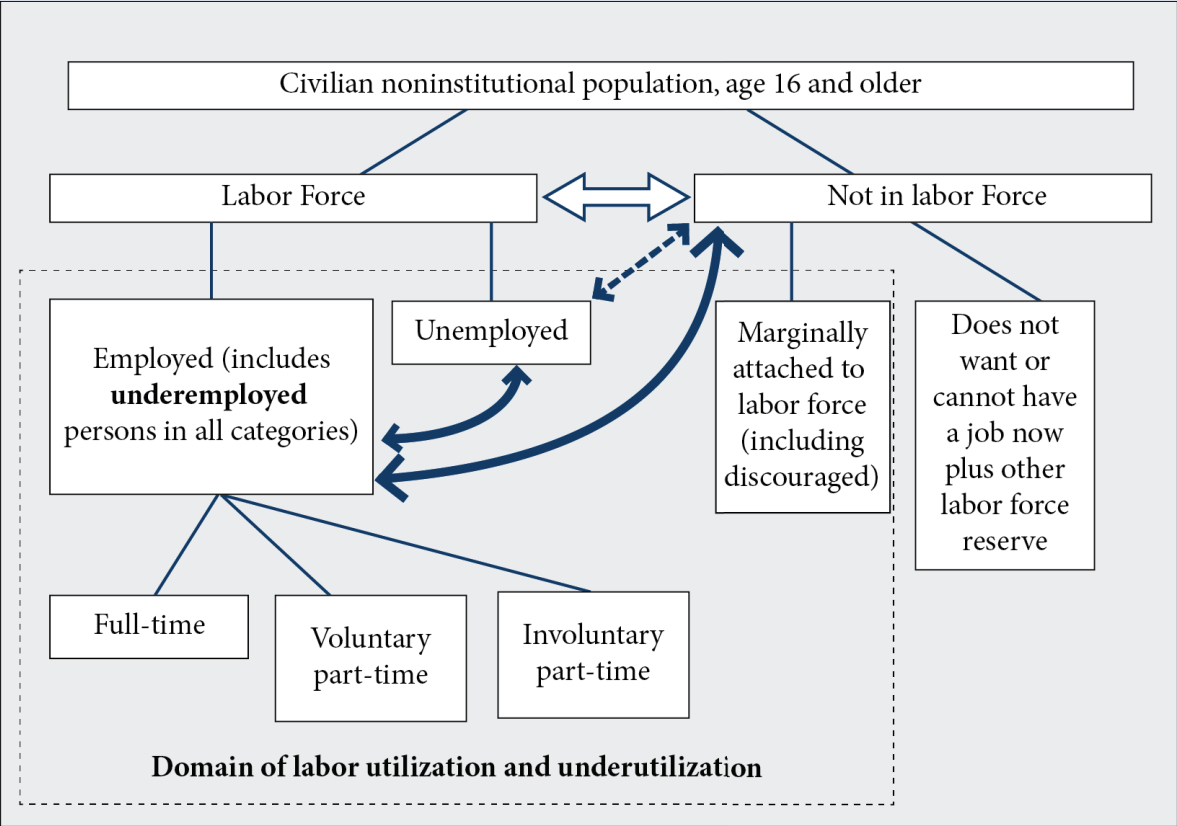 Civilian noninstitutional population, age 16 and older
Labor Force
Not in labor Force
Employed (includes
underemployed
persons in all categories)
Unemployed
Marginally
attached to
labor force
(including
discouraged)
Does not
want or
cannot have
a job now
plus other
labor force
reserve
Full-time
Voluntary
part-time
Involuntary
part-time
Domain of labor utilization and underutilization